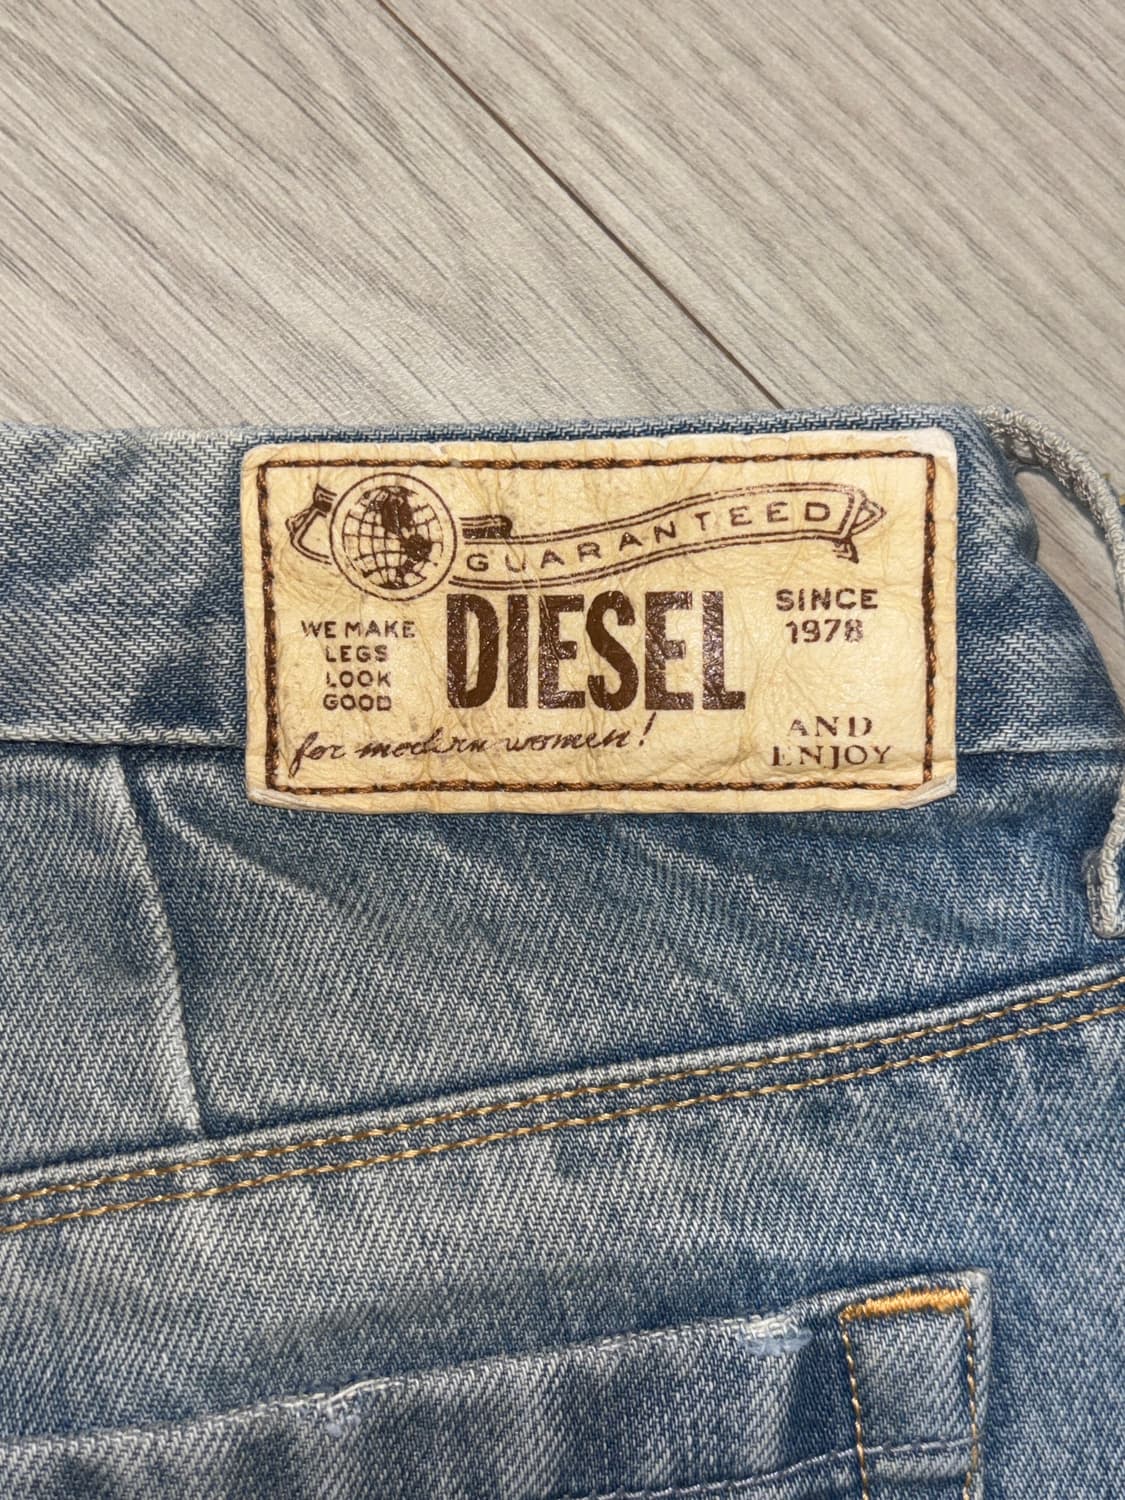 GUARANTEED
DIESEL
SINCE
1978
WE MAKE
LEGS
LOOK
GOOD
for modern women!
AND
ENJOY